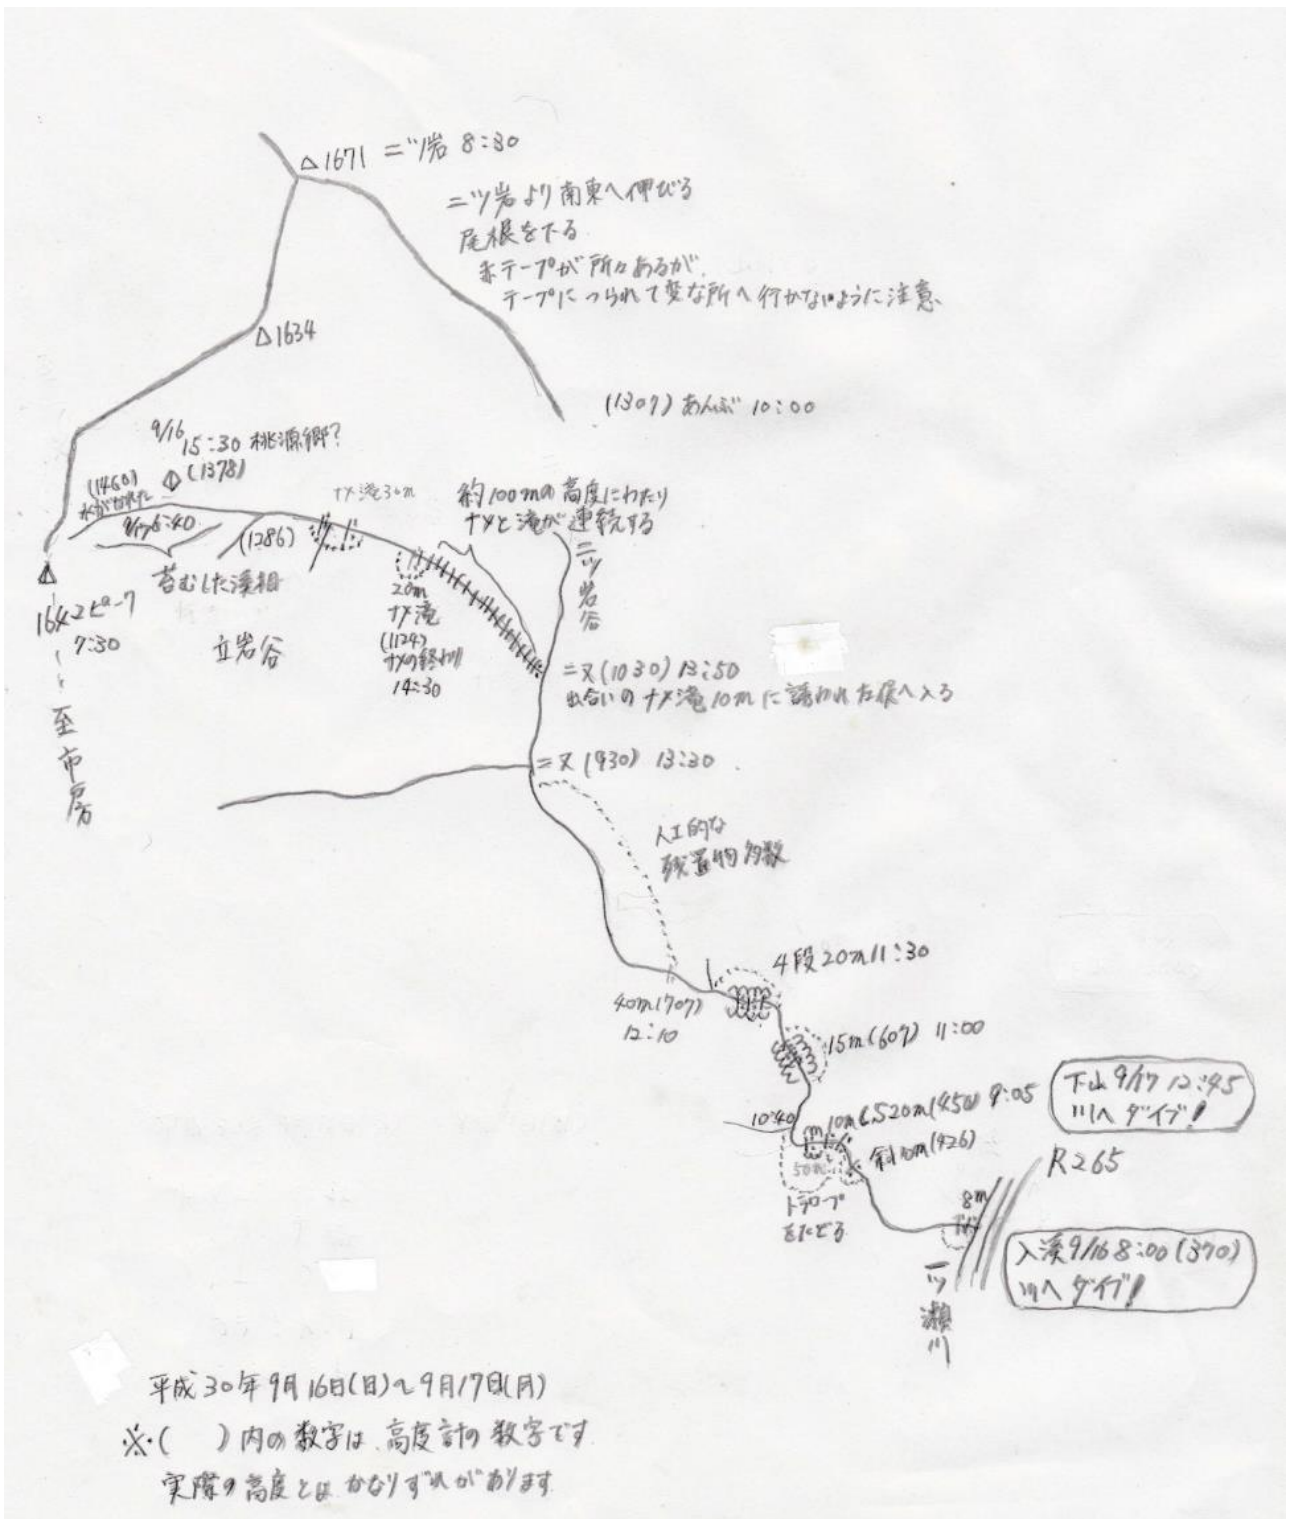 △1671 二ツ岩 8:30
二ツ岩より南東へ伸びる
尾根を下る
赤テープが所々あるが、
テープにつられて変な所へ行かないように注意
△1634
(1307) あんぶ 10:00
9/16
15:30 桃源郷?
(1378)
(1460)
水がかれた
9/17 6:40
(1286)
ナメ滝30m
約100mの高度にわたり
ナメと滝が連続する
二ツ岩谷
苔むした渓相
立岩谷
20m
ナメ滝
(1124)
ナメの終わり
14:30
1642ピーク
7:30
至市房
二又(1030) 13:50
出合いのナメ滝10mに誘われ左俣へ入る
二又(930) 13:30
人工的な
残置物多数
4段20m 11:30
40m(707)
12:10
15m(607) 11:00
10:40
10mくS20m(450) 9:05
斜10m(426)
50m
トラロープ
をたどる
下山9/17 12:45
川へダイブ!
R265
8m
入渓9/16 8:00(370)
川へダイブ!
一ツ瀬川
平成30年9月16日(日)~9月17日(月)
※・( )内の数字は、高度計の数字です
実際の高度とは かなりずれがあります